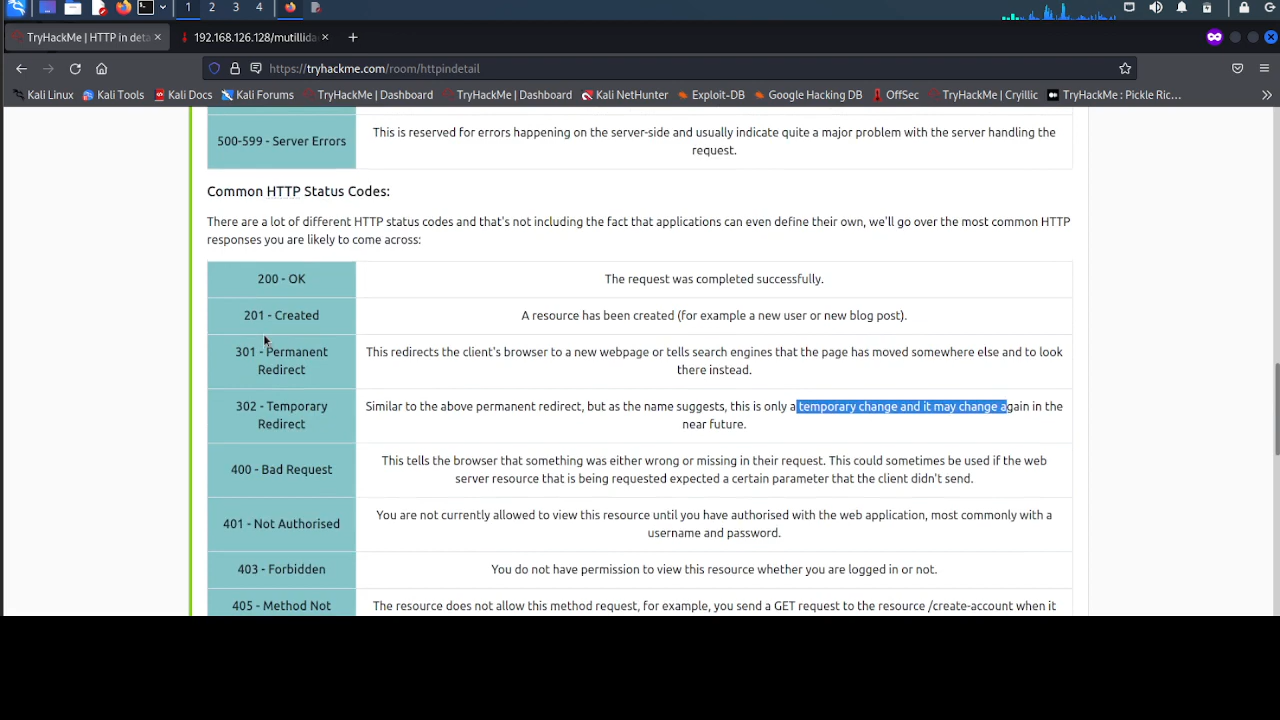 1 2 3 4
TryHackMe | HTTP in deta
192.168.126.128/mutillida
https://tryhackme.com/room/httpindetail
Kali Linux Kali Tools Kali Docs Kali Forums TryHackMe | Dashboard TryHackMe | Dashboard Kali NetHunter Exploit-DB Google Hacking DB OffSec TryHackMe | Cryillic TryHackMe : Pickle Ric...
500-599 - Server Errors
This is reserved for errors happening on the server-side and usually indicate quite a major problem with the server handling the
request.
Common HTTP Status Codes:
There are a lot of different HTTP status codes and that's not including the fact that applications can even define their own, we'll go over the most common HTTP
responses you are likely to come across:
200 - OK
The request was completed successfully.
201 - Created
A resource has been created (for example a new user or new blog post).
301 - Permanent
Redirect
This redirects the client's browser to a new webpage or tells search engines that the page has moved somewhere else and to look
there instead.
302 - Temporary
Redirect
Similar to the above permanent redirect, but as the name suggests, this is only a temporary change and it may change again in the
near future.
400 - Bad Request
This tells the browser that something was either wrong or missing in their request. This could sometimes be used if the web
server resource that is being requested expected a certain parameter that the client didn't send.
401 - Not Authorised
You are not currently allowed to view this resource until you have authorised with the web application, most commonly with a
username and password.
403 - Forbidden
You do not have permission to view this resource whether you are logged in or not.
405 - Method Not
The resource does not allow this method request, for example, you send a GET request to the resource /create-account when it